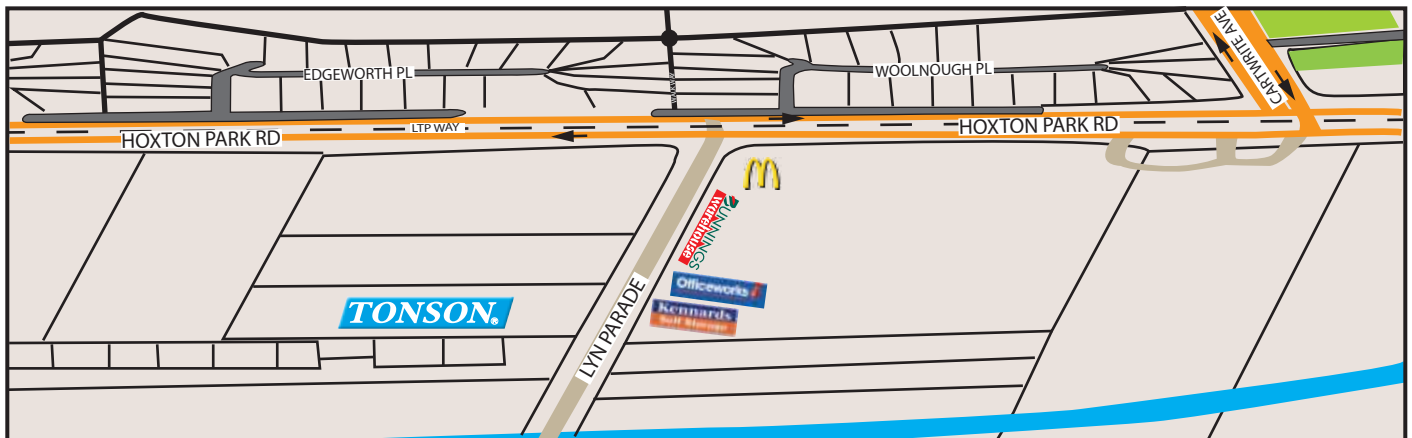 CARTWRITE AVE
EDGEWORTH PL
WOOLNOUGH PL
WALKWAY
LTP WAY
HOXTON PARK RD
HOXTON PARK RD
BUNNINGS
warehouse
Officeworks
Kennards
Self Storage
TONSON®
LYN PARADE